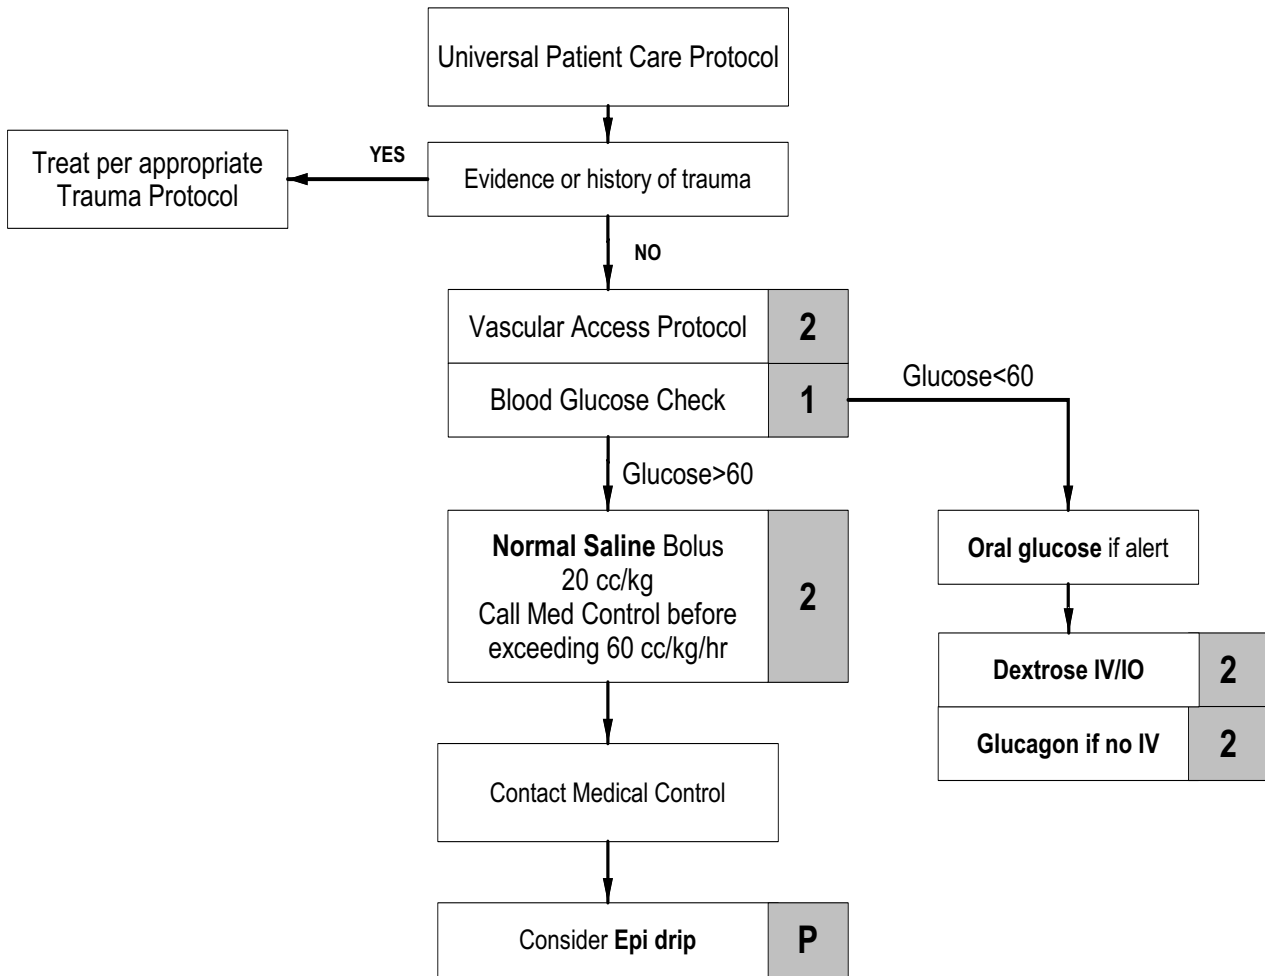 Universal Patient Care Protocol
YES
Treat per appropriate
Trauma Protocol
Evidence or history of trauma
NO
Vascular Access Protocol
2
Blood Glucose Check
1
Glucose<60
Glucose>60
Normal Saline Bolus
20 cc/kg
Call Med Control before
exceeding 60 cc/kg/hr
2
Oral glucose if alert
Dextrose IV/IO
2
Glucagon if no IV
2
Contact Medical Control
Consider Epi drip
P